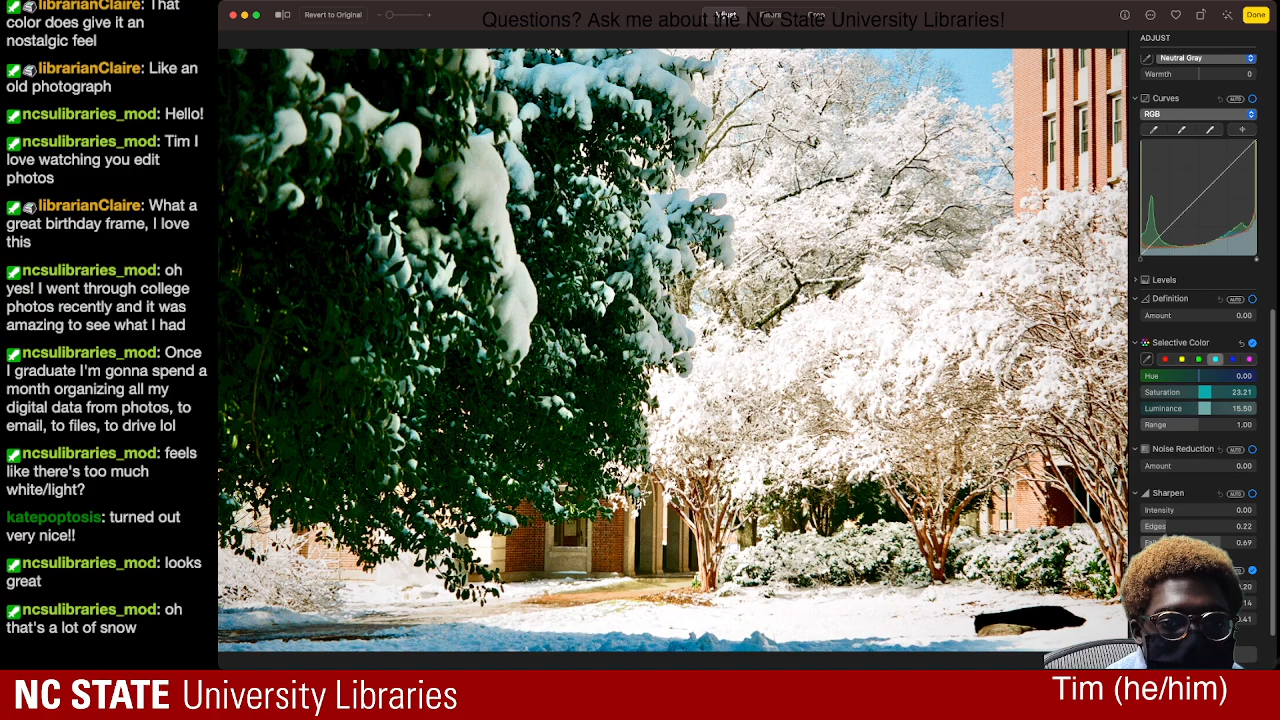 color does give it an
nostalgic feel
librarianClaire: Like an
old photograph
ncsulibraries_mod: Hello!
ncsulibraries_mod: Tim I
love watching you edit
photos
librarianClaire: What a
great birthday frame, I love
this
ncsulibraries_mod: oh
yes! I went through college
photos recently and it was
amazing to see what I had
ncsulibraries_mod: Once
I graduate I'm gonna spend a
month organizing all my
digital data from photos, to
email, to files, to drive lol
ncsulibraries_mod: feels
like there's too much
white/light?
katepoptosis: turned out
very nice!!
ncsulibraries_mod: looks
great
ncsulibraries_mod: oh
that's a lot of snow
Revert to Original
Adjust Filters Crop
Questions? Ask me about the NC State University Libraries!
Done
ADJUST
Neutral Gray
Warmth 0
Curves AUTO
RGB
Levels
Definition AUTO
Amount 0.00
Selective Color
Hue 0.00
Saturation 23.21
Luminance 15.50
Range 1.00
Noise Reduction AUTO
Amount 0.00
Sharpen AUTO
Intensity 0.00
Edges 0.22
0.69
NC STATE University Libraries
Tim (he/him)